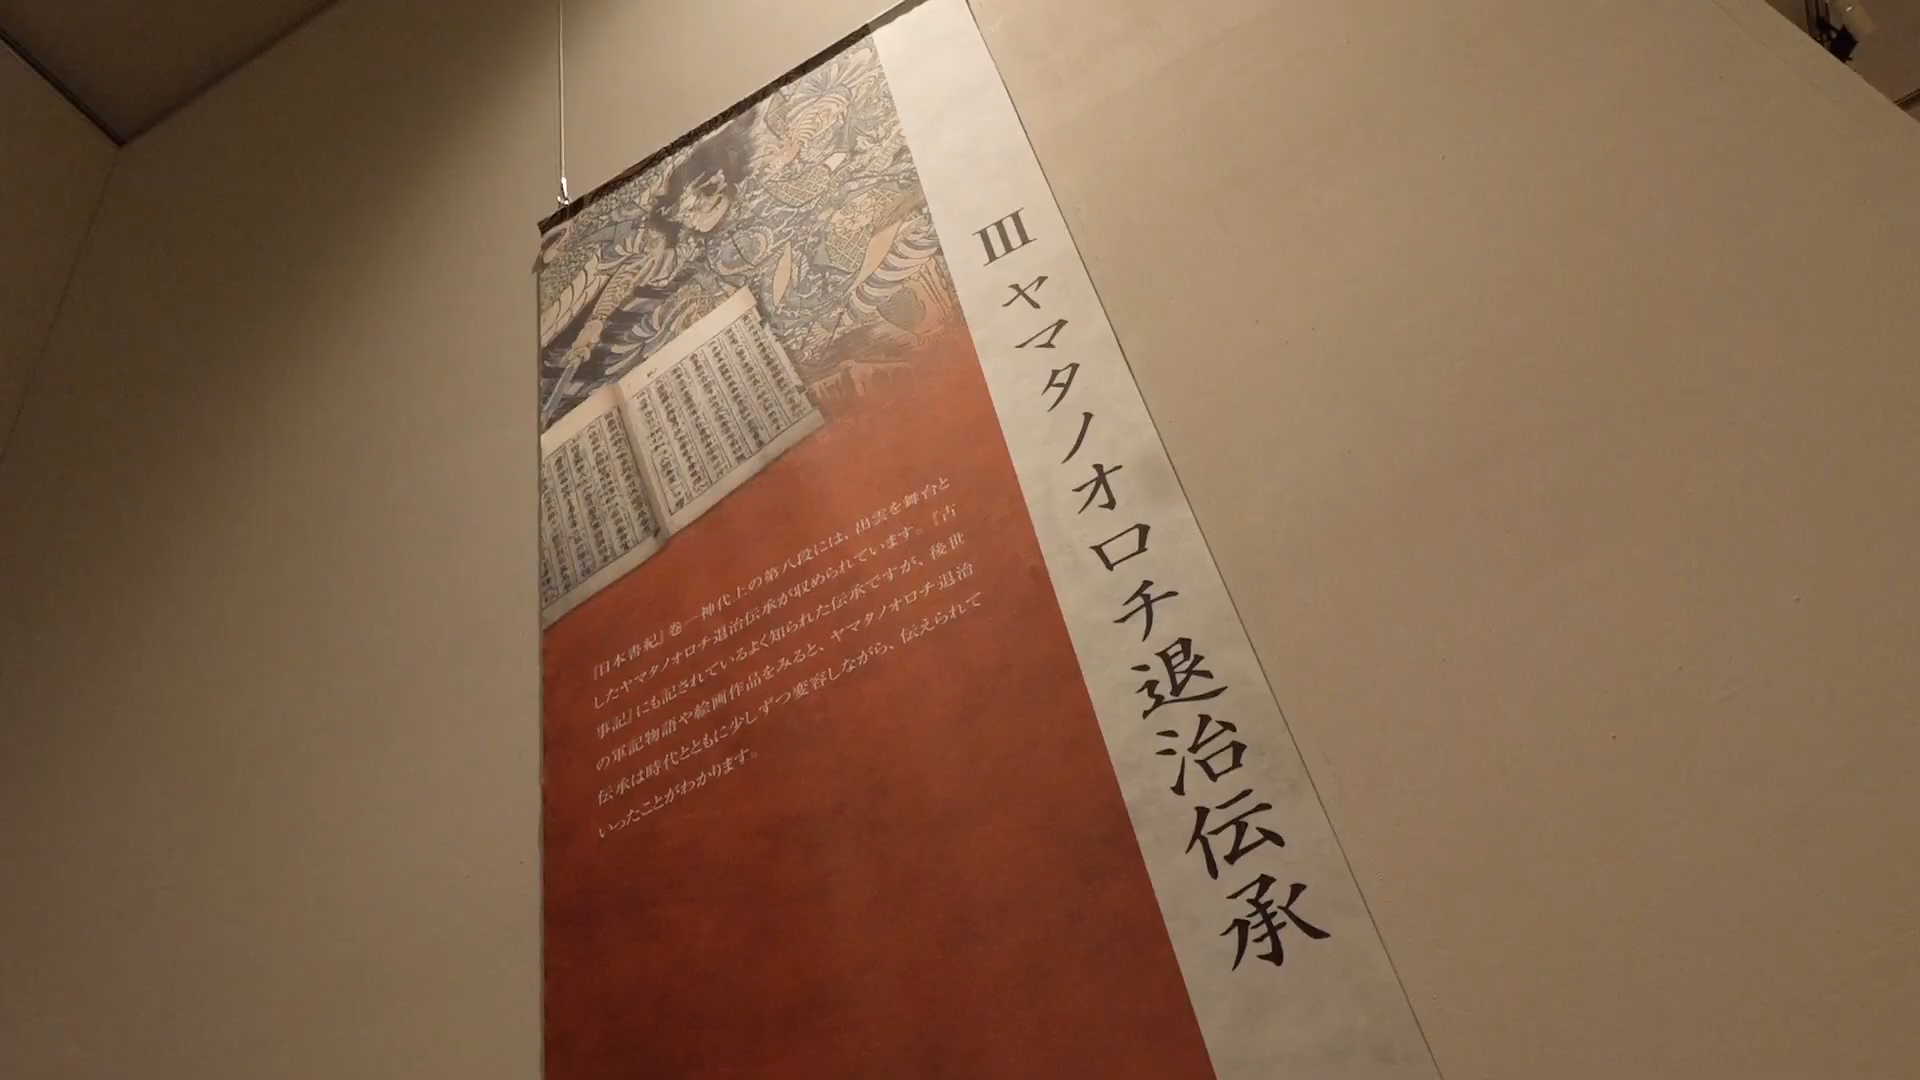 Ⅲ ヤマタノオロチ退治伝承
『日本書紀』巻一神代上の第八段には、出雲を舞台と
したヤマタノオロチ退治伝承が収められています。『古
事記』にも記されているよく知られた伝承ですが、後世
の軍記物語や絵画作品をみると、ヤマタノオロチ退治
伝承は時代とともに少しずつ変容しながら、伝えられて
いったことがわかります。